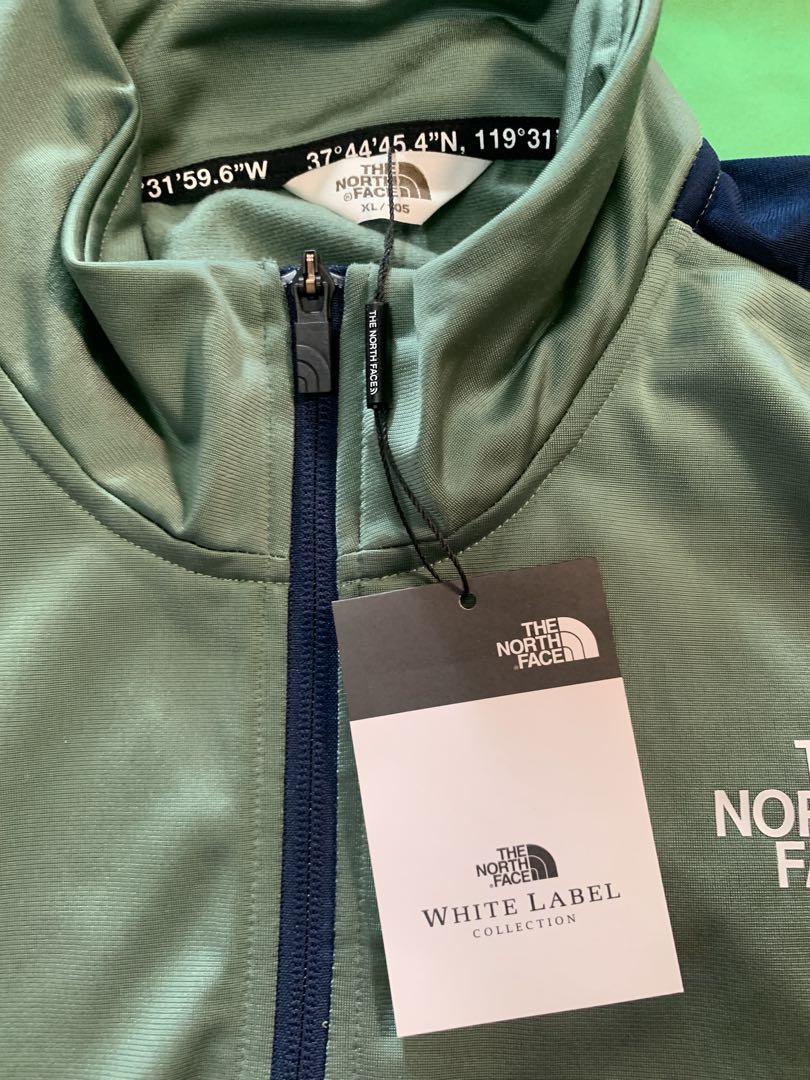 31'59.6"W
37°44'45.4"N, 119°31'
THE
NORTH
FACE
XL / 105
THE NORTH FACE
THE
NORTH
FACE
THE
NORTH
FACE
WHITE LABEL
COLLECTION